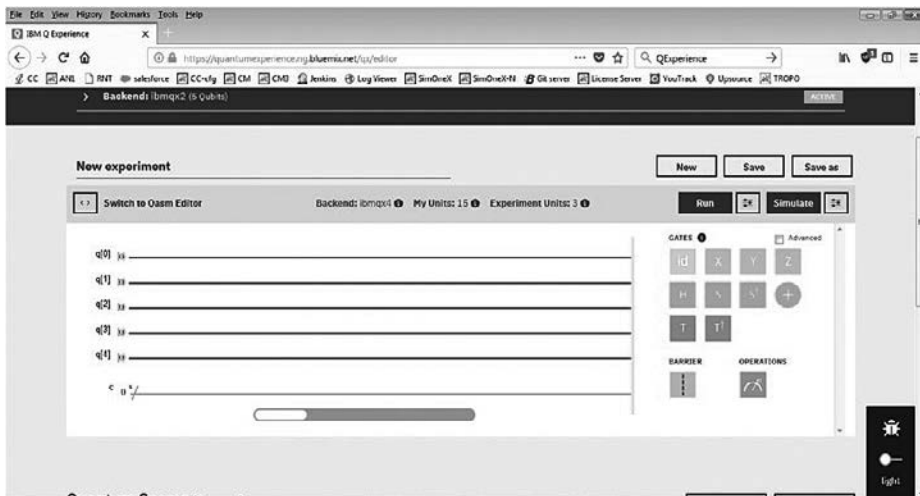 File Edit View History Bookmarks Tools Help
IBM Q Experience
https://quantumexperience.ng.bluemix.net/qx/editor
QExperience
CC ANL RNT salesforce CC-cfg CM CM3 Jenkins Log Viewer SimOneX SimOneX-N Git server License Server YouTrack Upsource TROPO
Backend: ibmqx2 (5 Qubits)
ACTIVE
New experiment
New Save Save as
Switch to Qasm Editor Backend: ibmqx4 My Units: 15 Experiment Units: 3 Run Simulate
GATES Advanced
q[0]
id X Y Z
q[1]
q[2]
H S S† +
q[3]
T T†
q[4]
BARRIER OPERATIONS
c 0
light